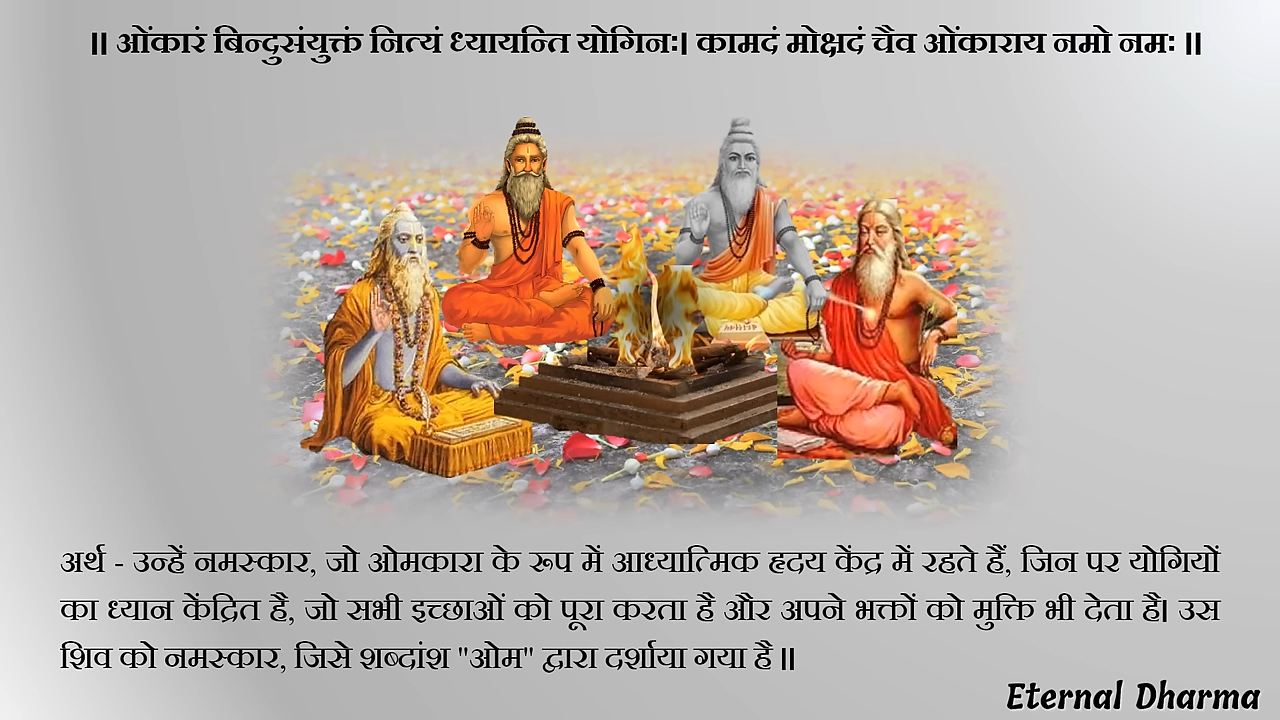 ॥ ओंकारं बिन्दुसंयुक्तं नित्यं ध्यायन्ति योगिनः। कामदं मोक्षदं चैव ओंकाराय नमो नमः ॥
अर्थ - उन्हें नमस्कार, जो ओमकारा के रूप में आध्यात्मिक हृदय केंद्र में रहते हैं, जिन पर योगियों
का ध्यान केंद्रित है, जो सभी इच्छाओं को पूरा करता है और अपने भक्तों को मुक्ति भी देता है। उस
शिव को नमस्कार, जिसे शब्दांश "ओम" द्वारा दर्शाया गया है ॥
Eternal Dharma